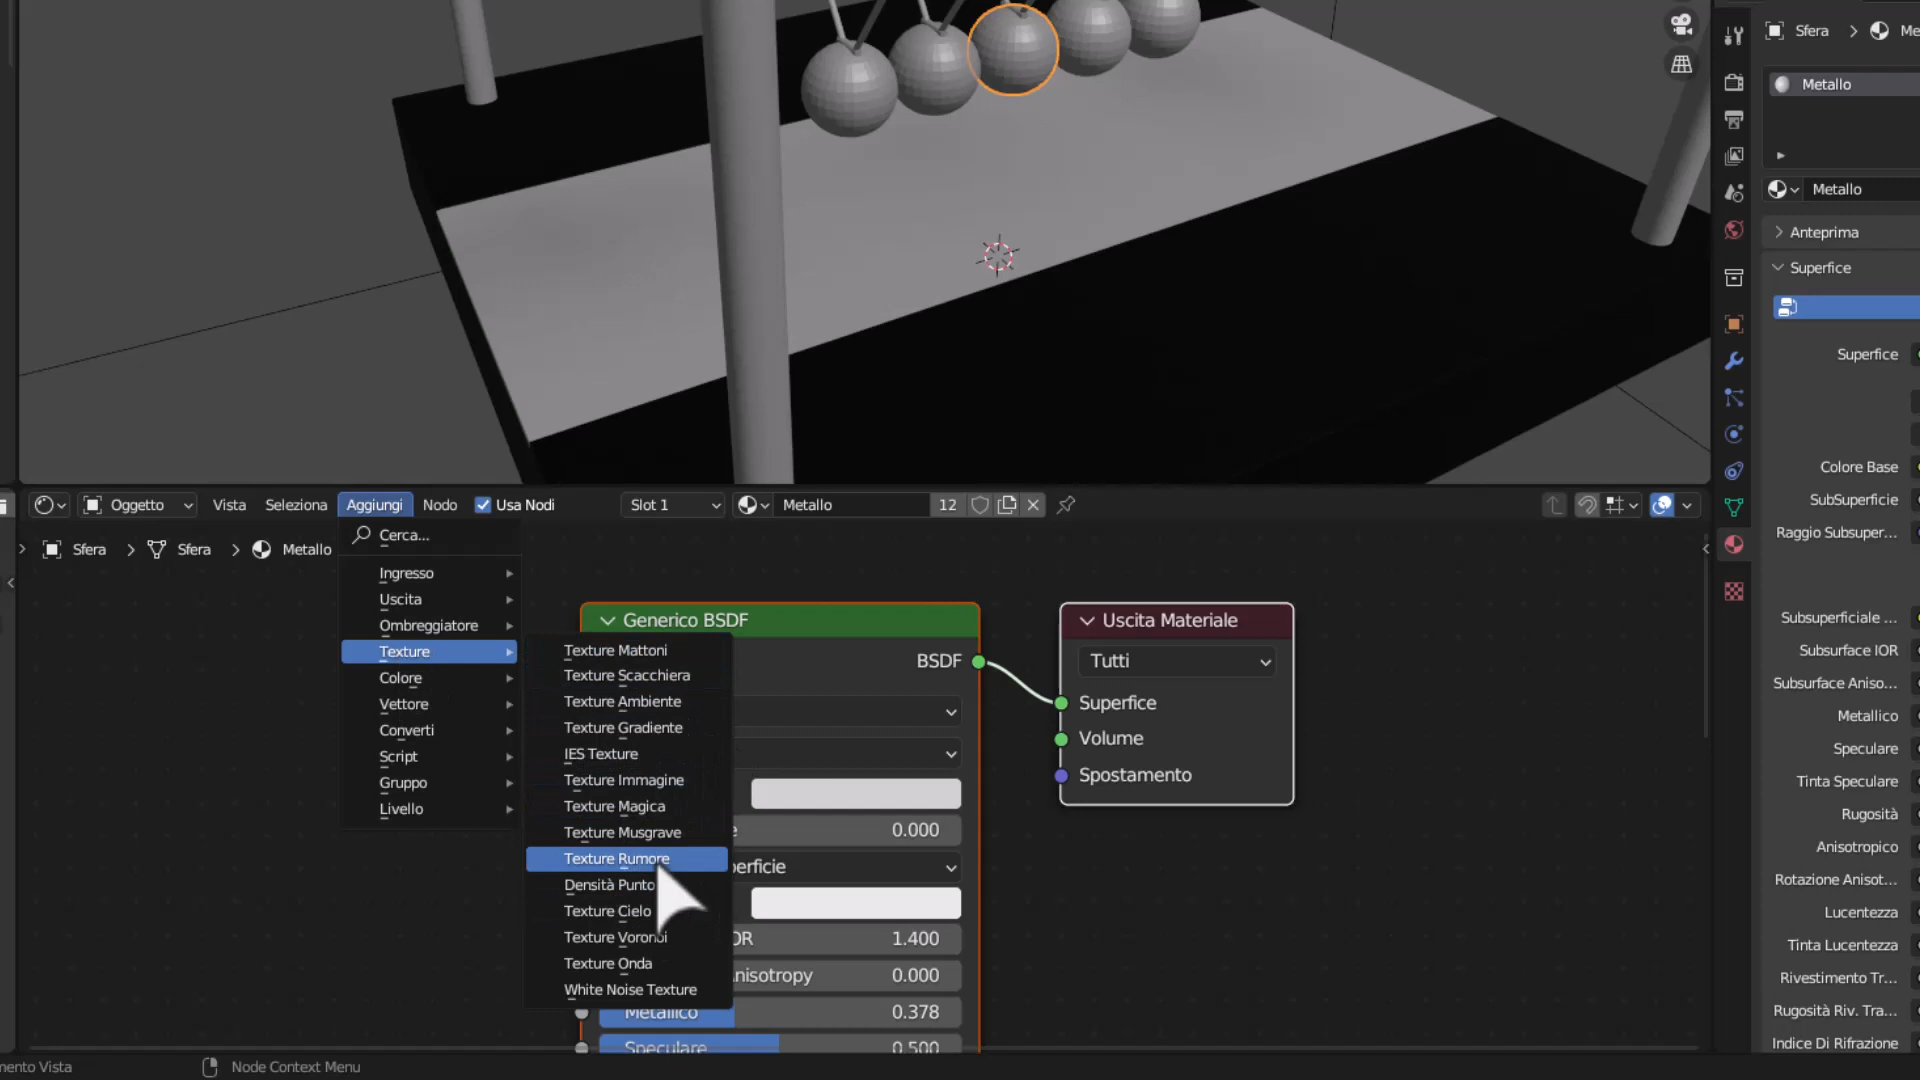 Sfera > Me
Metallo
Metallo
Anteprima
Superfice
Superfice
Colore Base
SubSuperficie
Raggio Subsuper...
Subsuperficiale ...
Subsurface IOR
Subsurface Aniso...
Metallico
Speculare
Tinta Speculare
Rugosità
Anisotropico
Rotazione Anisot...
Lucentezza
Tinta Lucentezza
Rivestimento Tr...
Rugosità Riv. Tra...
Indice Di Rifrazione
Oggetto Vista Seleziona Aggiungi Nodo Usa Nodi Slot 1 Metallo 12
Sfera > Sfera > Metallo
Cerca...
Ingresso
Uscita
Ombreggiatore
Texture
Colore
Vettore
Converti
Script
Gruppo
Livello
Texture Mattoni
Texture Scacchiera
Texture Ambiente
Texture Gradiente
IES Texture
Texture Immagine
Texture Magica
Texture Musgrave
Texture Rumore
Densità Punto
Texture Cielo
Texture Voronoi
Texture Onda
White Noise Texture
Generico BSDF
BSDF
e 0.000
perficie
OR 1.400
nisotropy 0.000
Metallico 0.378
Speculare 0.500
Uscita Materiale
Tutti
Superfice
Volume
Spostamento
mento Vista
Node Context Menu